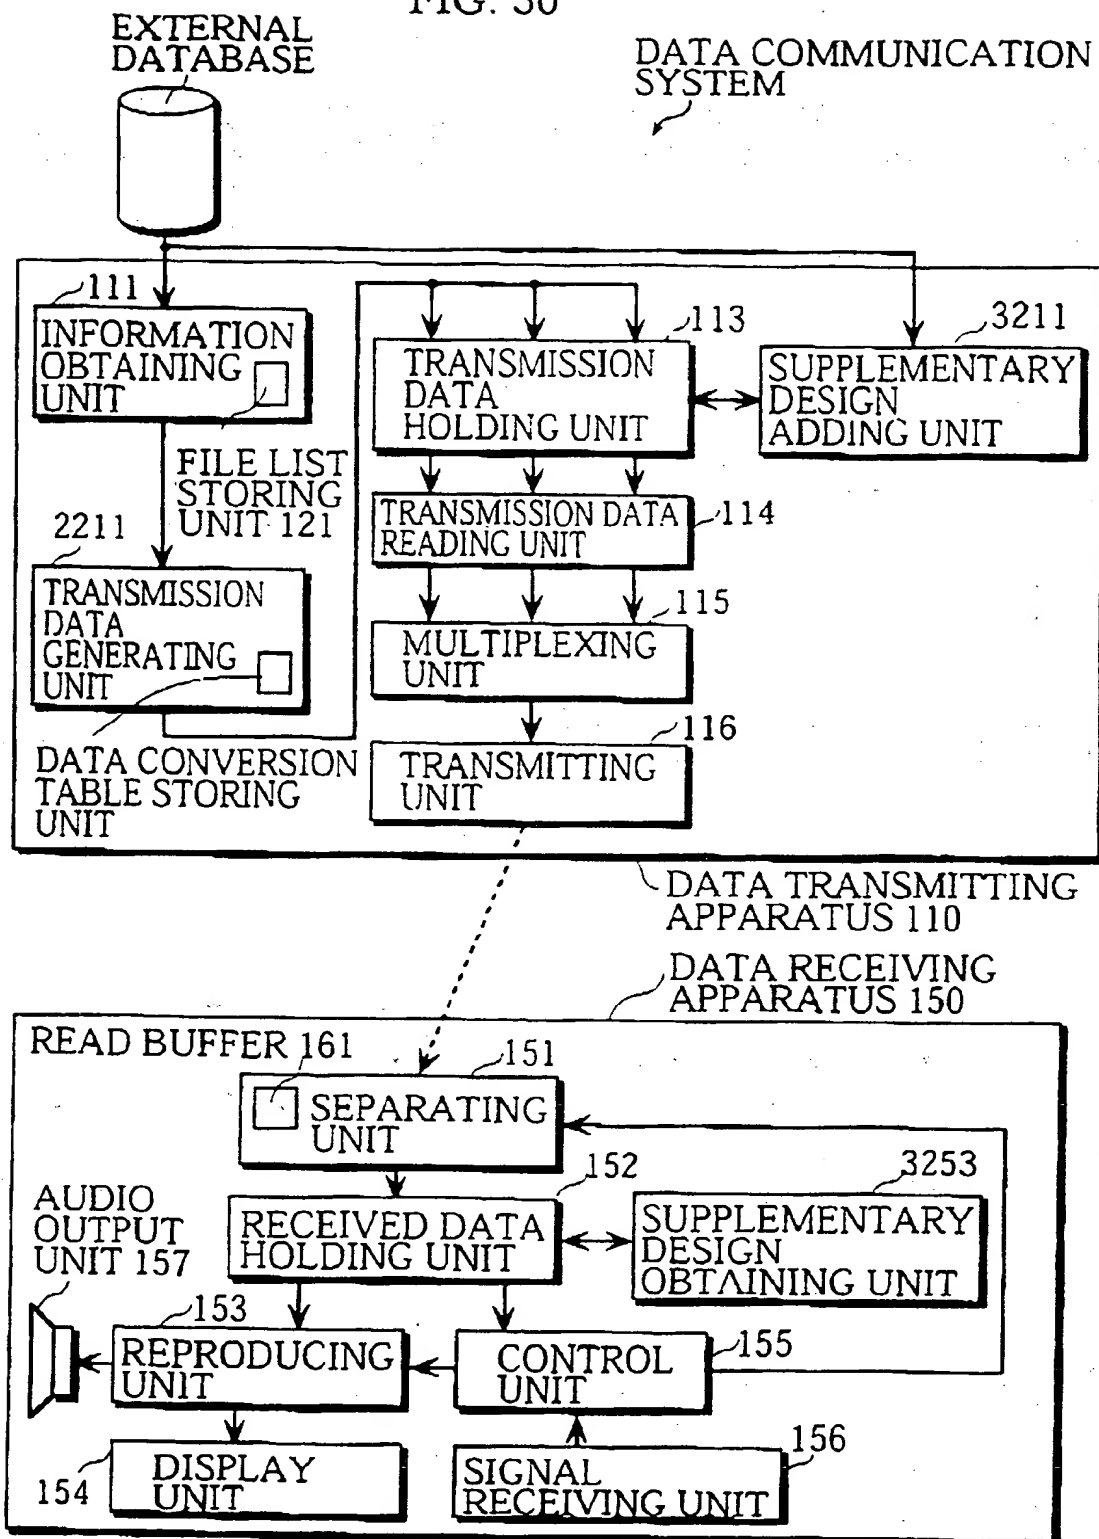 FIG. 30
EXTERNAL
DATABASE
DATA COMMUNICATION
SYSTEM
111
INFORMATION
OBTAINING
UNIT
FILE LIST
STORING
UNIT 121
2211
TRANSMISSION
DATA
GENERATING
UNIT
DATA CONVERSION
TABLE STORING
UNIT
113
TRANSMISSION
DATA
HOLDING UNIT
3211
SUPPLEMENTARY
DESIGN
ADDING UNIT
TRANSMISSION DATA
READING UNIT
114
115
MULTIPLEXING
UNIT
116
TRANSMITTING
UNIT
DATA TRANSMITTING
APPARATUS 110
DATA RECEIVING
APPARATUS 150
READ BUFFER 161
151
SEPARATING
UNIT
152
RECEIVED DATA
HOLDING UNIT
3253
SUPPLEMENTARY
DESIGN
OBTAINING UNIT
AUDIO
OUTPUT
UNIT 157
153
REPRODUCING
UNIT
CONTROL
UNIT
155
154
DISPLAY
UNIT
SIGNAL
RECEIVING UNIT
156